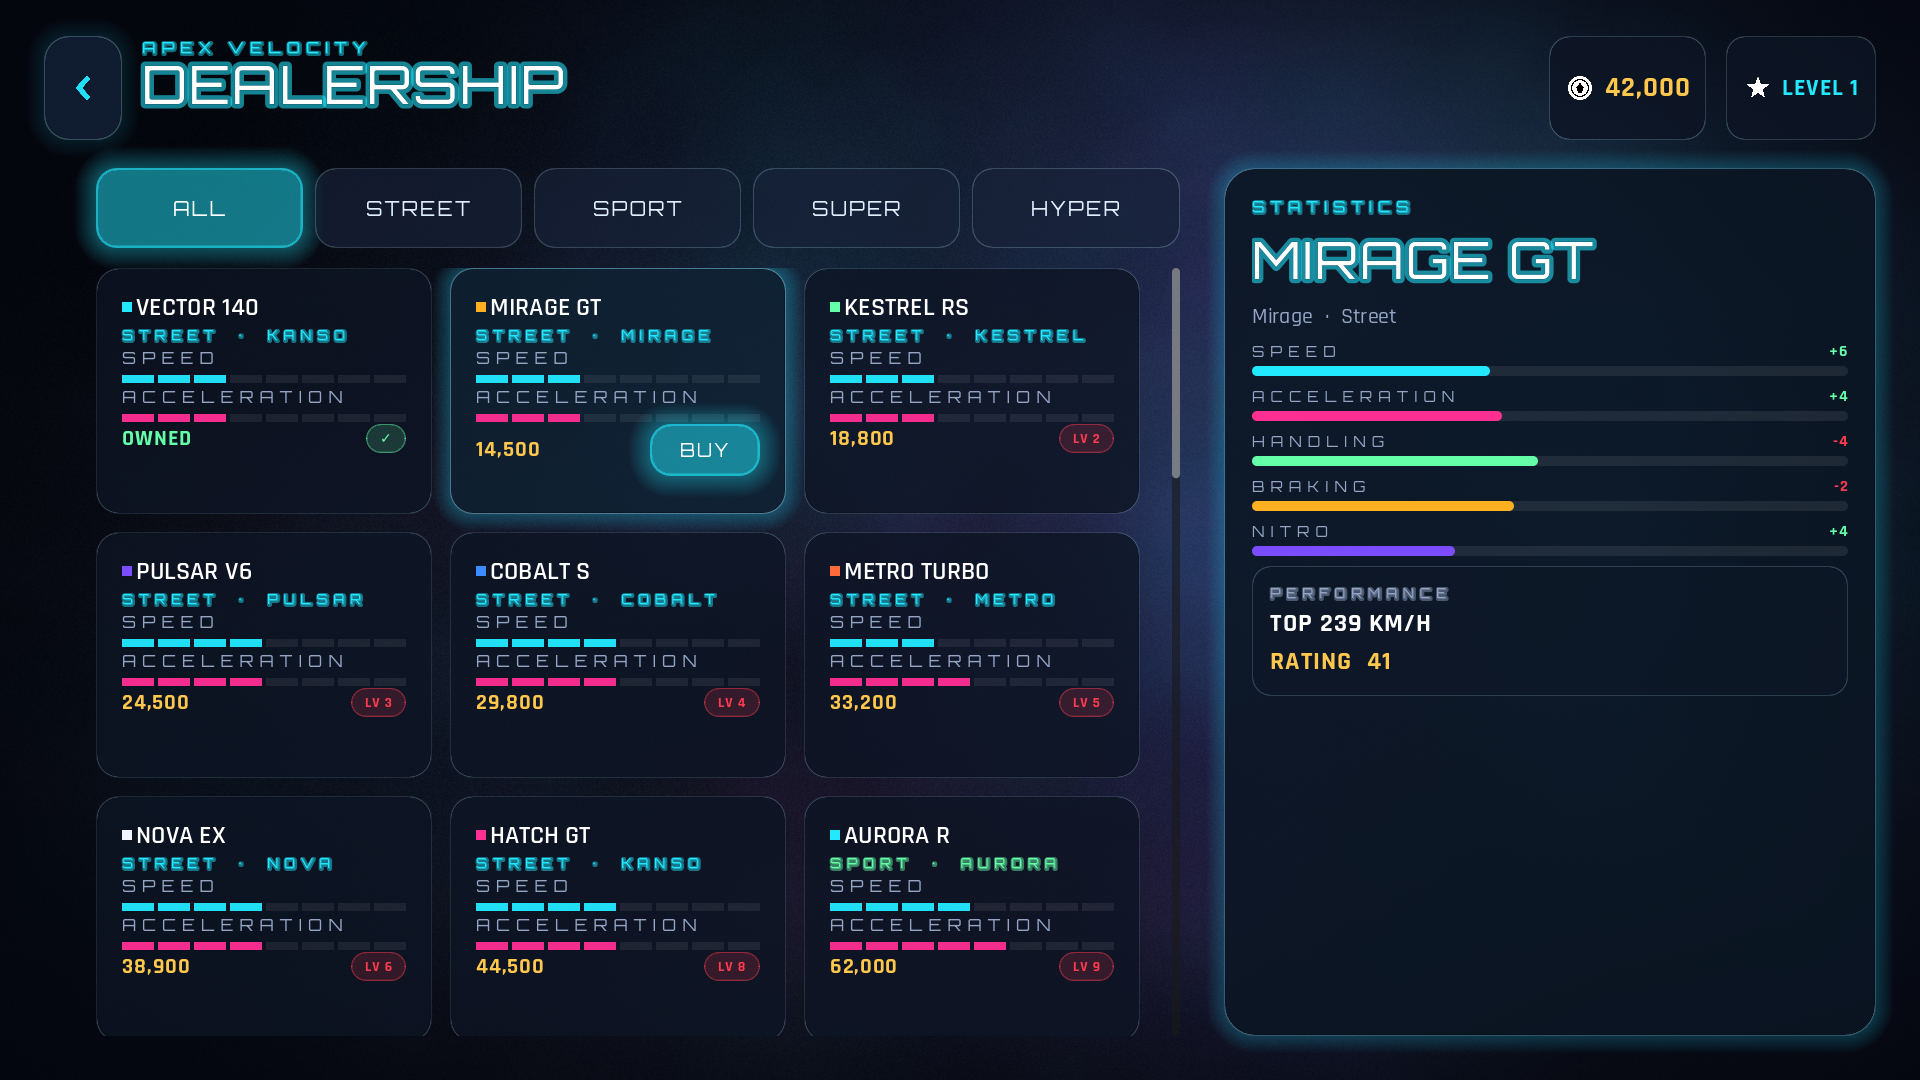 APEX VELOCITY
DEALERSHIP
42,000
LEVEL 1
ALL
STREET
SPORT
SUPER
HYPER
VECTOR 140
STREET · KANSO
SPEED
ACCELERATION
OWNED
✓
MIRAGE GT
STREET · MIRAGE
SPEED
ACCELERATION
14,500
BUY
KESTREL RS
STREET · KESTREL
SPEED
ACCELERATION
18,800
LV 2
PULSAR V6
STREET · PULSAR
SPEED
ACCELERATION
24,500
LV 3
COBALT S
STREET · COBALT
SPEED
ACCELERATION
29,800
LV 4
METRO TURBO
STREET · METRO
SPEED
ACCELERATION
33,200
LV 5
NOVA EX
STREET · NOVA
SPEED
ACCELERATION
38,900
LV 6
HATCH GT
STREET · KANSO
SPEED
ACCELERATION
44,500
LV 8
AURORA R
SPORT · AURORA
SPEED
ACCELERATION
62,000
LV 9
STATISTICS
MIRAGE GT
Mirage · Street
SPEED +6
ACCELERATION +4
HANDLING -4
BRAKING -2
NITRO +4
PERFORMANCE
TOP 239 KM/H
RATING 41